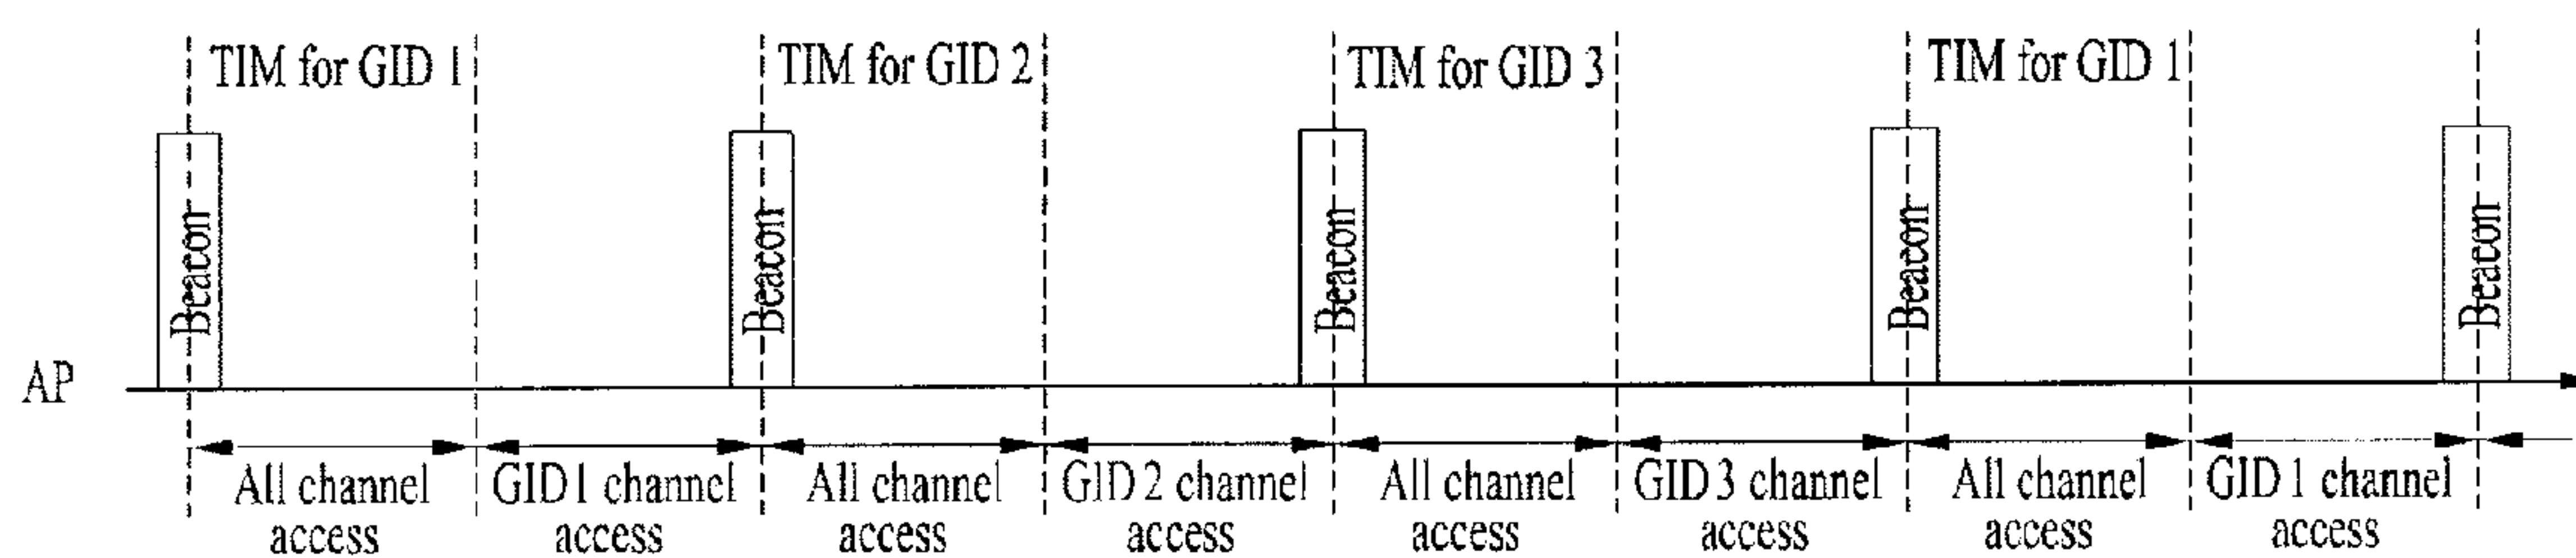 TIM for GID 1
TIM for GID 2
TIM for GID 3
TIM for GID 1
Beacon
Beacon
Beacon
Beacon
Beacon
AP
All channel access
GID 1 channel access
All channel access
GID 2 channel access
All channel access
GID 3 channel access
All channel access
GID 1 channel access